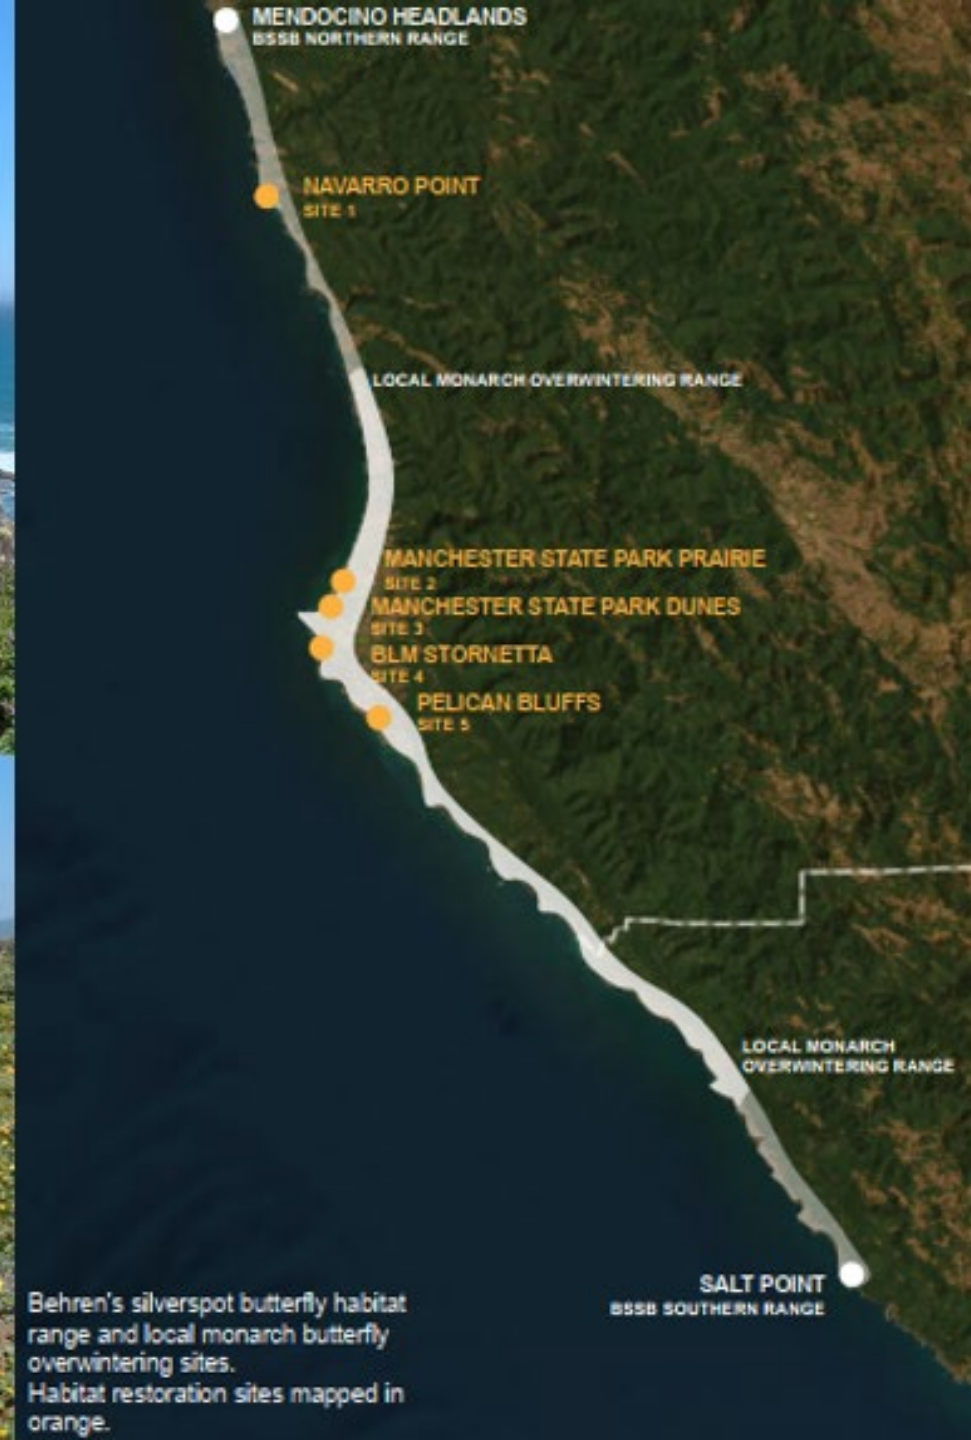 MENDOCINO HEADLANDS
BSSB NORTHERN RANGE
NAVARRO POINT
SITE 1
LOCAL MONARCH OVERWINTERING RANGE
MANCHESTER STATE PARK PRAIRIE
SITE 2
MANCHESTER STATE PARK DUNES
SITE 3
BLM STORNETTA
SITE 4
PELICAN BLUFFS
SITE 5
LOCAL MONARCH
OVERWINTERING RANGE
SALT POINT
BSSB SOUTHERN RANGE
Behren's silverspot butterfly habitat
range and local monarch butterfly
overwintering sites.
Habitat restoration sites mapped in
orange.